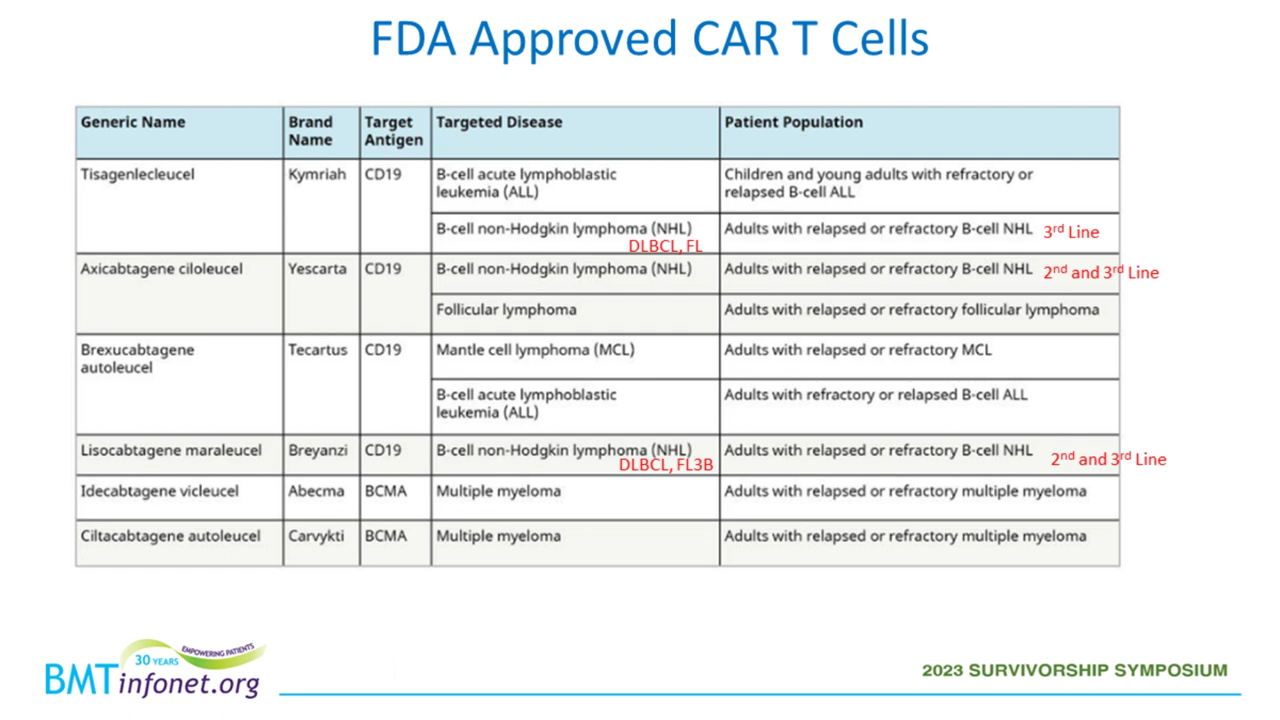 FDA Approved CAR T Cells
Generic Name
Brand
Name
Target
Antigen
Targeted Disease
Patient Population
Tisagenlecleucel
Kymriah
CD19
B-cell acute lymphoblastic
leukemia (ALL)
Children and young adults with refractory or
relapsed B-cell ALL
B-cell non-Hodgkin lymphoma (NHL)
DLBCL, FL
Adults with relapsed or refractory B-cell NHL
3rd Line
Axicabtagene ciloleucel
Yescarta
CD19
B-cell non-Hodgkin lymphoma (NHL)
Adults with relapsed or refractory B-cell NHL
2nd and 3rd Line
Follicular lymphoma
Adults with relapsed or refractory follicular lymphoma
Brexucabtagene
autoleucel
Tecartus
CD19
Mantle cell lymphoma (MCL)
Adults with relapsed or refractory MCL
B-cell acute lymphoblastic
leukemia (ALL)
Adults with refractory or relapsed B-cell ALL
Lisocabtagene maraleucel
Breyanzi
CD19
B-cell non-Hodgkin lymphoma (NHL)
DLBCL, FL3B
Adults with relapsed or refractory B-cell NHL
2nd and 3rd Line
Idecabtagene vicleucel
Abecma
BCMA
Multiple myeloma
Adults with relapsed or refractory multiple myeloma
Ciltacabtagene autoleucel
Carvykti
BCMA
Multiple myeloma
Adults with relapsed or refractory multiple myeloma
30 YEARS
EMPOWERING PATIENTS
BMTinfonet.org
2023 SURVIVORSHIP SYMPOSIUM